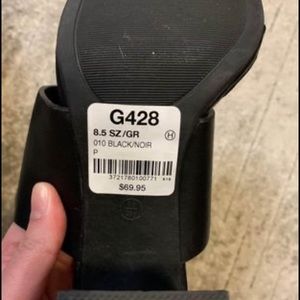 G428
8.5 SZ/GR
H
010 BLACK/NOIR
P
3721780100771
$69.95